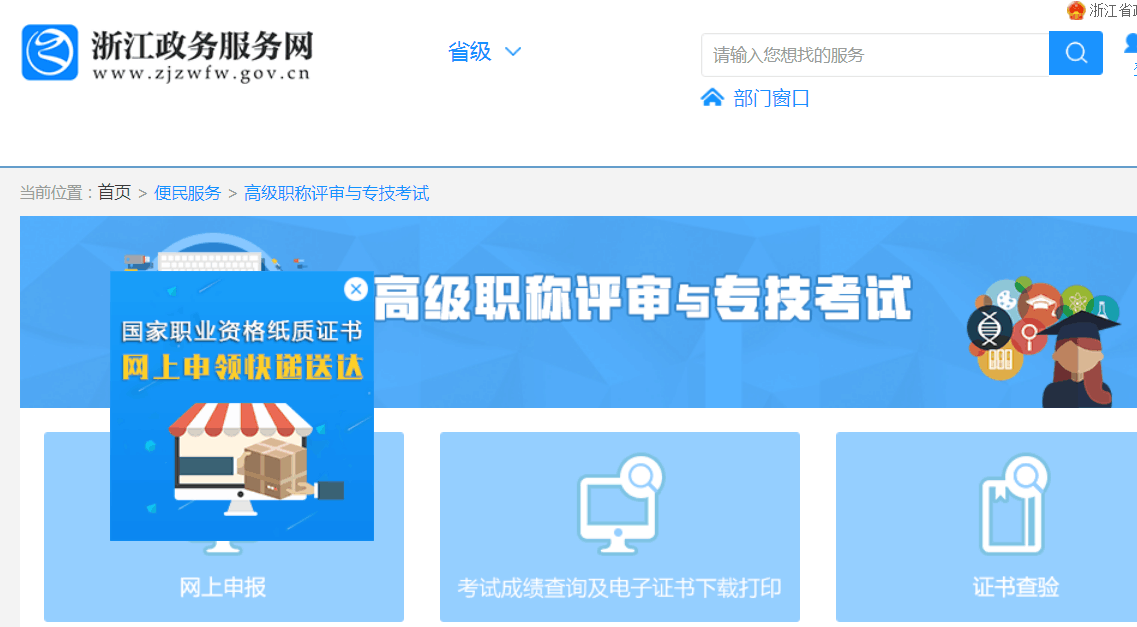 浙江省政
浙江政务服务网
www.zjzwfw.gov.cn
省级
请输入您想找的服务
部门窗口
当前位置：首页 > 便民服务 > 高级职称评审与专技考试
高级职称评审与专技考试
国家职业资格纸质证书
网上申领快递送达
网上申报
考试成绩查询及电子证书下载打印
证书查验